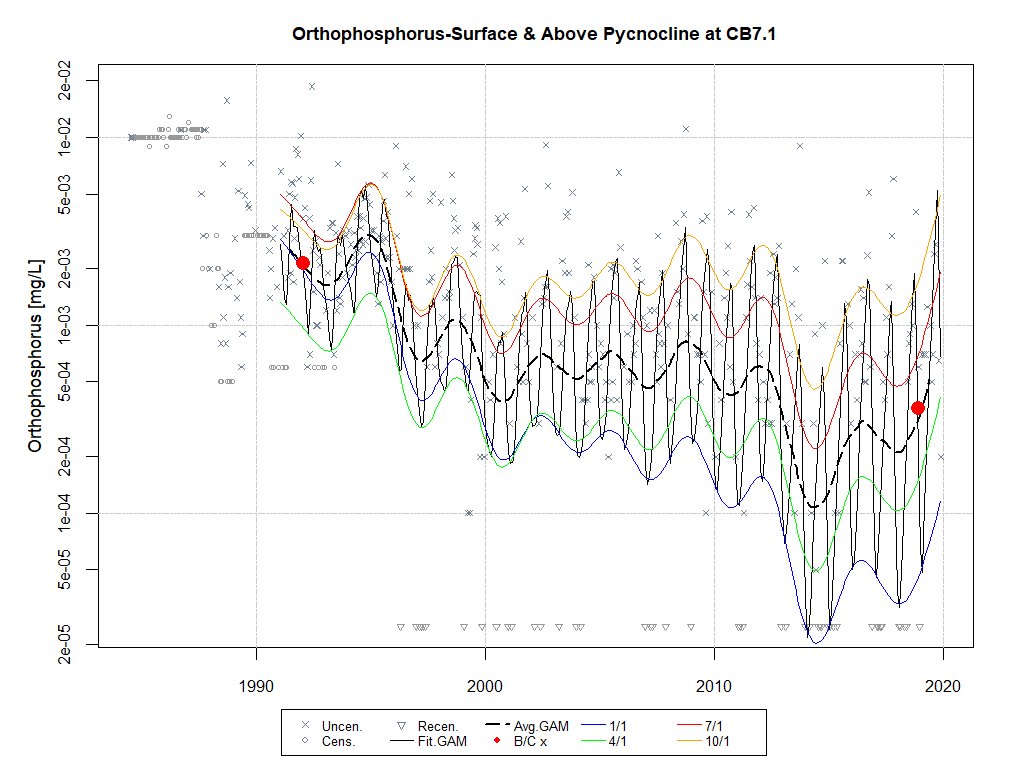 Orthophosphorus-Surface & Above Pycnocline at CB7.1
Orthophosphorus [mg/L]
2e-02
1e-02
5e-03
2e-03
1e-03
5e-04
2e-04
1e-04
5e-05
2e-05
1990 2000 2010 2020
Uncen. Recen. Avg.GAM 1/1 7/1
Cens. Fit.GAM B/C x 4/1 10/1